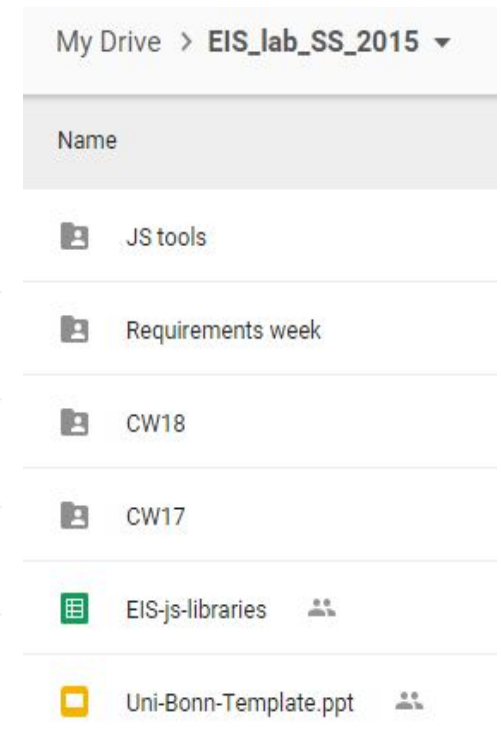 My Drive > EIS_lab_SS_2015
Name
JS tools
Requirements week
CW18
CW17
EIS-js-libraries
Uni-Bonn-Template.ppt